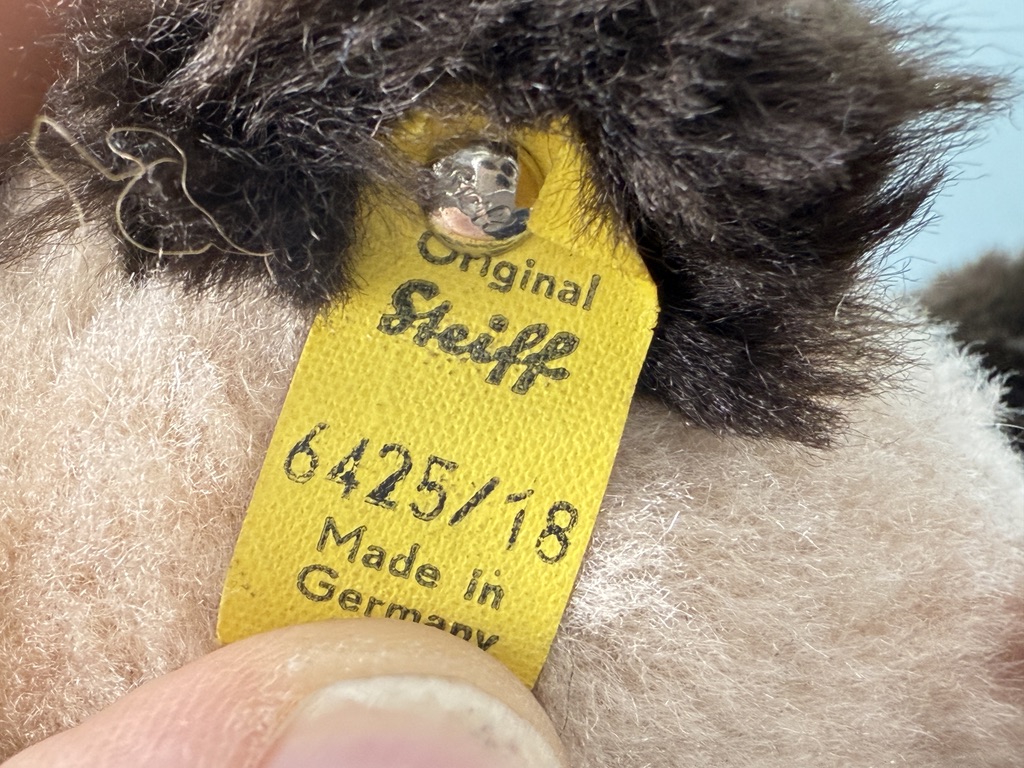 Original
Steiff
6425/18
Made in
Germany